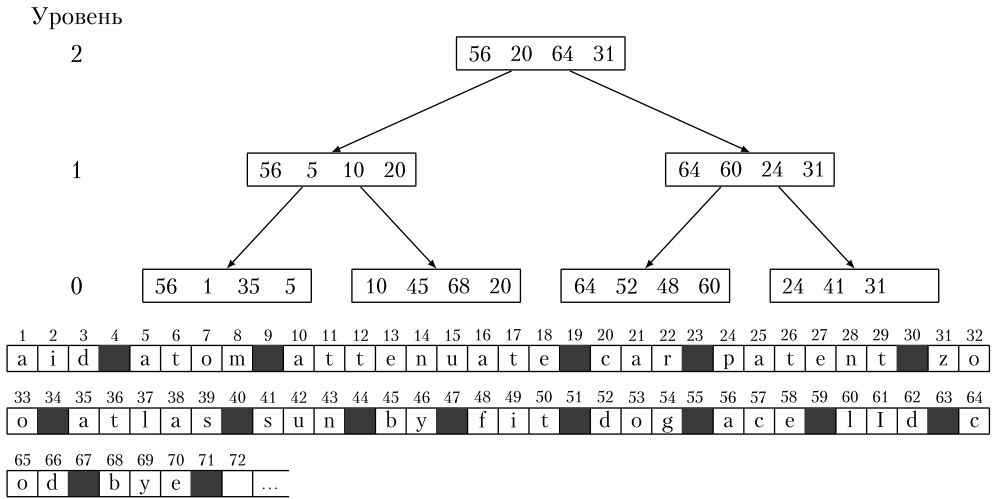 Уровень
2 56 20 64 31
1 56 5 10 20 64 60 24 31
0 56 1 35 5 10 45 68 20 64 52 48 60 24 41 31
1 2 3 4 5 6 7 8 9 10 11 12 13 14 15 16 17 18 19 20 21 22 23 24 25 26 27 28 29 30 31 32
a i d a t o m a t t e n u a t e c a r p a t e n t z o
33 34 35 36 37 38 39 40 41 42 43 44 45 46 47 48 49 50 51 52 53 54 55 56 57 58 59 60 61 62 63 64
o a t l a s s u n b y f i t d o g a c e l I d c
65 66 67 68 69 70 71 72
o d b y e ...